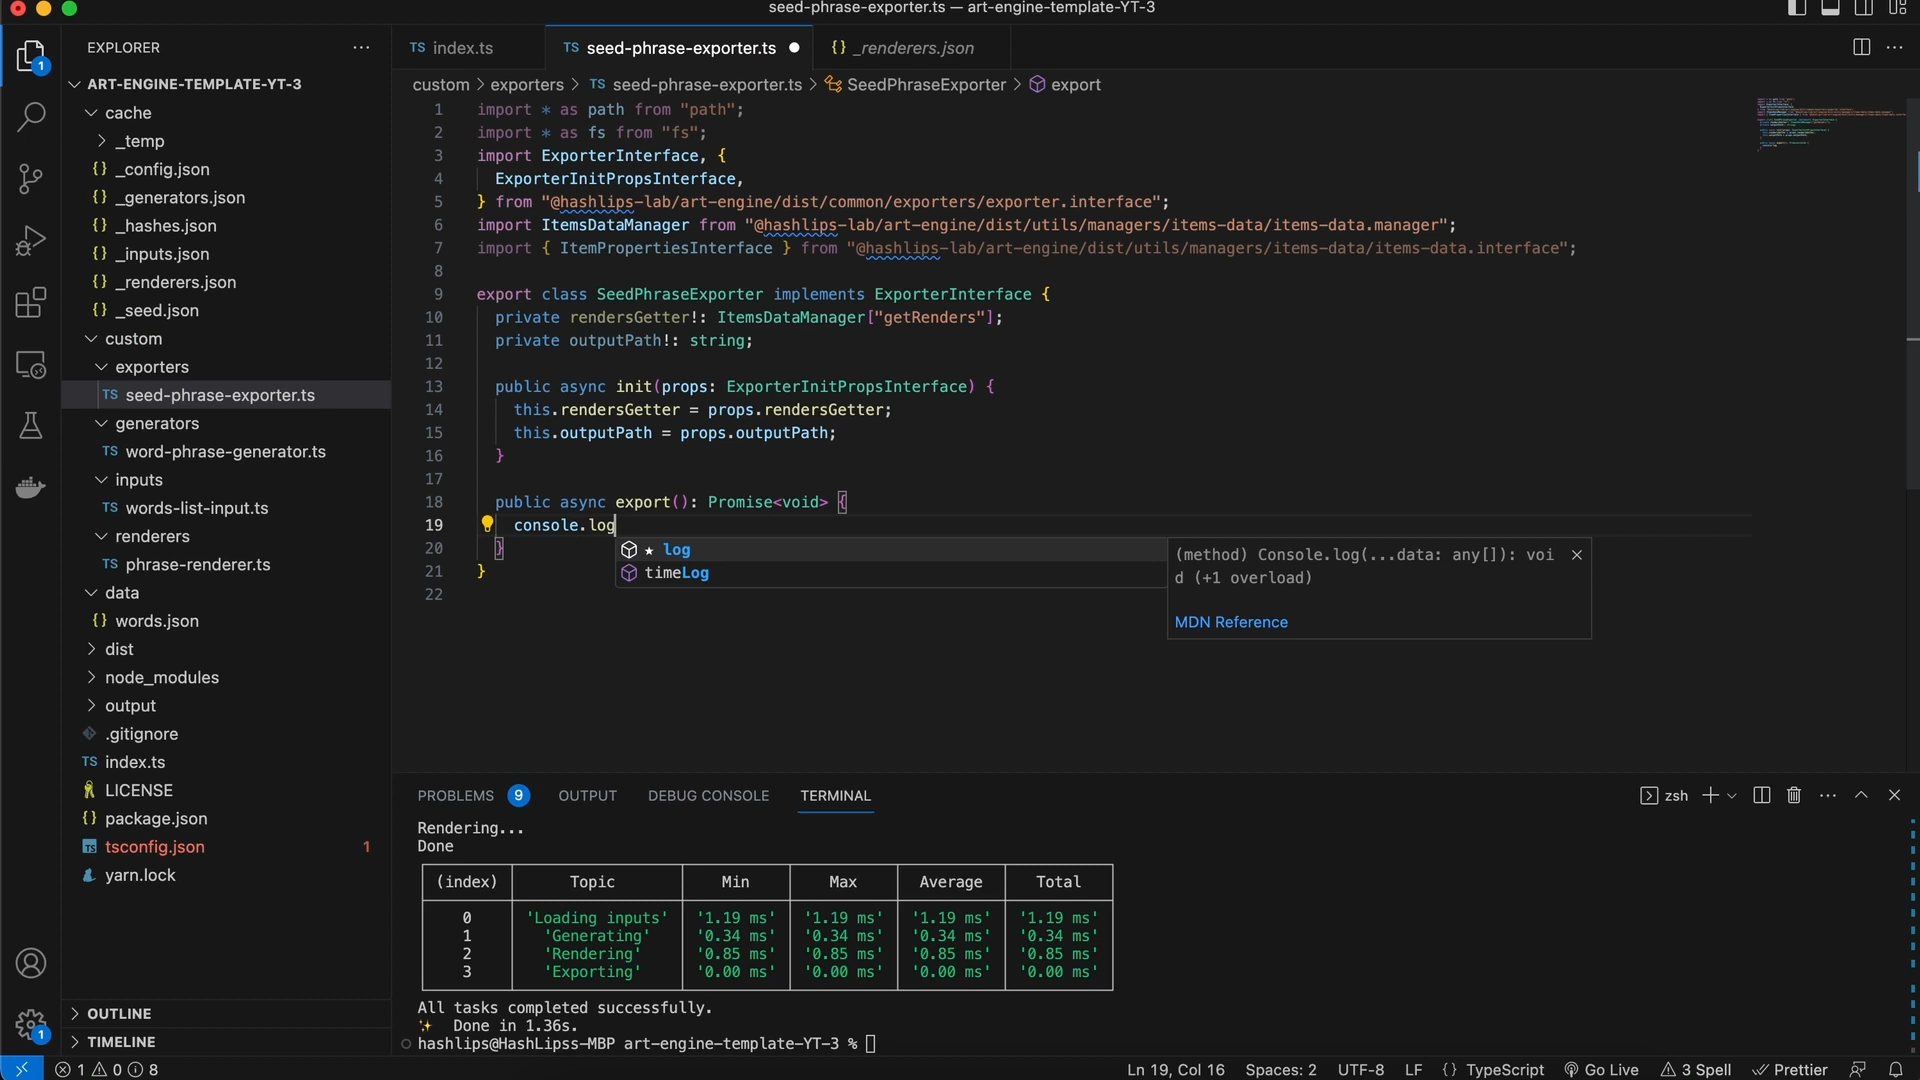 seed-phrase-exporter.ts — art-engine-template-YT-3
EXPLORER
ART-ENGINE-TEMPLATE-YT-3
cache
_temp
{} _config.json
{} _generators.json
{} _hashes.json
{} _inputs.json
{} _renderers.json
{} _seed.json
custom
exporters
TS seed-phrase-exporter.ts
generators
TS word-phrase-generator.ts
inputs
TS words-list-input.ts
renderers
TS phrase-renderer.ts
data
{} words.json
dist
node_modules
output
.gitignore
TS index.ts
LICENSE
{} package.json
TS tsconfig.json 1
yarn.lock
OUTLINE
TIMELINE
1
1
TS index.ts
TS seed-phrase-exporter.ts
{} _renderers.json
custom > exporters > TS seed-phrase-exporter.ts > SeedPhraseExporter > export
1 import * as path from "path";
2 import * as fs from "fs";
3 import ExporterInterface, {
4 ExporterInitPropsInterface,
5 } from "@hashlips-lab/art-engine/dist/common/exporters/exporter.interface";
6 import ItemsDataManager from "@hashlips-lab/art-engine/dist/utils/managers/items-data/items-data.manager";
7 import { ItemPropertiesInterface } from "@hashlips-lab/art-engine/dist/utils/managers/items-data/items-data.interface";
8
9 export class SeedPhraseExporter implements ExporterInterface {
10 private rendersGetter!: ItemsDataManager["getRenders"];
11 private outputPath!: string;
12
13 public async init(props: ExporterInitPropsInterface) {
14 this.rendersGetter = props.rendersGetter;
15 this.outputPath = props.outputPath;
16 }
17
18 public async export(): Promise<void> {
19 console.log
20 }
21 }
22
★ log
timeLog
(method) Console.log(...data: any[]): voi
d (+1 overload)
MDN Reference
PROBLEMS 9 OUTPUT DEBUG CONSOLE TERMINAL
zsh
Rendering...
Done
(index) Topic Min Max Average Total
0 'Loading inputs' '1.19 ms' '1.19 ms' '1.19 ms' '1.19 ms'
1 'Generating' '0.34 ms' '0.34 ms' '0.34 ms' '0.34 ms'
2 'Rendering' '0.85 ms' '0.85 ms' '0.85 ms' '0.85 ms'
3 'Exporting' '0.00 ms' '0.00 ms' '0.00 ms' '0.00 ms'
All tasks completed successfully.
✨ Done in 1.36s.
hashlips@HashLipss-MBP art-engine-template-YT-3 %
1 0 8
Ln 19, Col 16 Spaces: 2 UTF-8 LF {} TypeScript Go Live 3 Spell Prettier